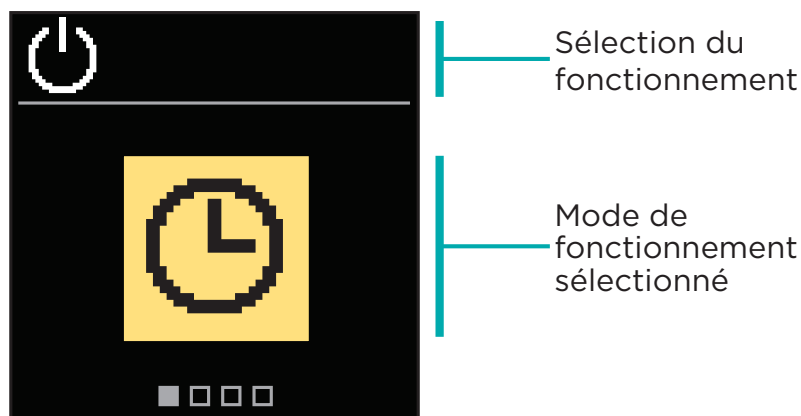 Sélection du
fonctionnement
Mode de
fonctionnement
sélectionné